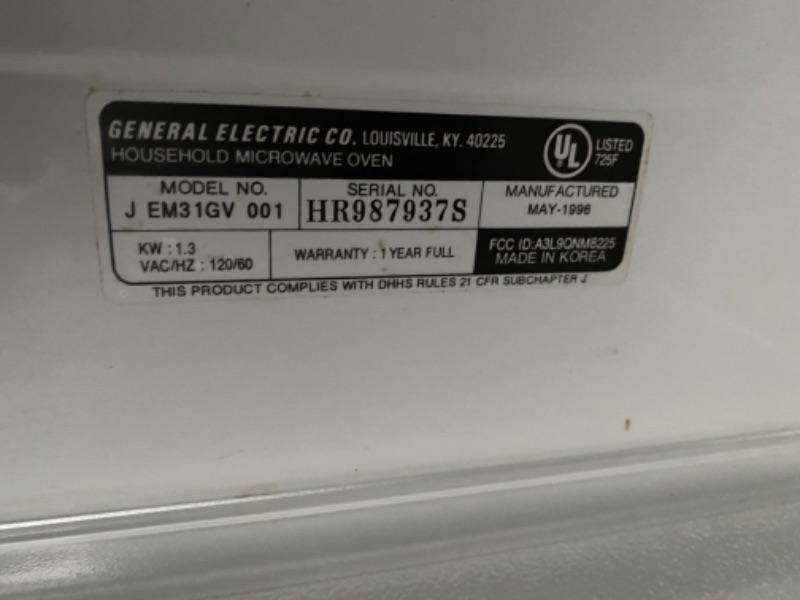 GENERAL ELECTRIC CO. LOUISVILLE, KY. 40225
HOUSEHOLD MICROWAVE OVEN
UL LISTED
725F
MODEL NO.
J EM31GV 001
SERIAL NO.
HR987937S
MANUFACTURED
MAY-1996
KW : 1.3
VAC/HZ : 120/60
WARRANTY : 1 YEAR FULL
FCC ID:A3L9QNM8225
MADE IN KOREA
THIS PRODUCT COMPLIES WITH DHHS RULES 21 CFR SUBCHAPTER J